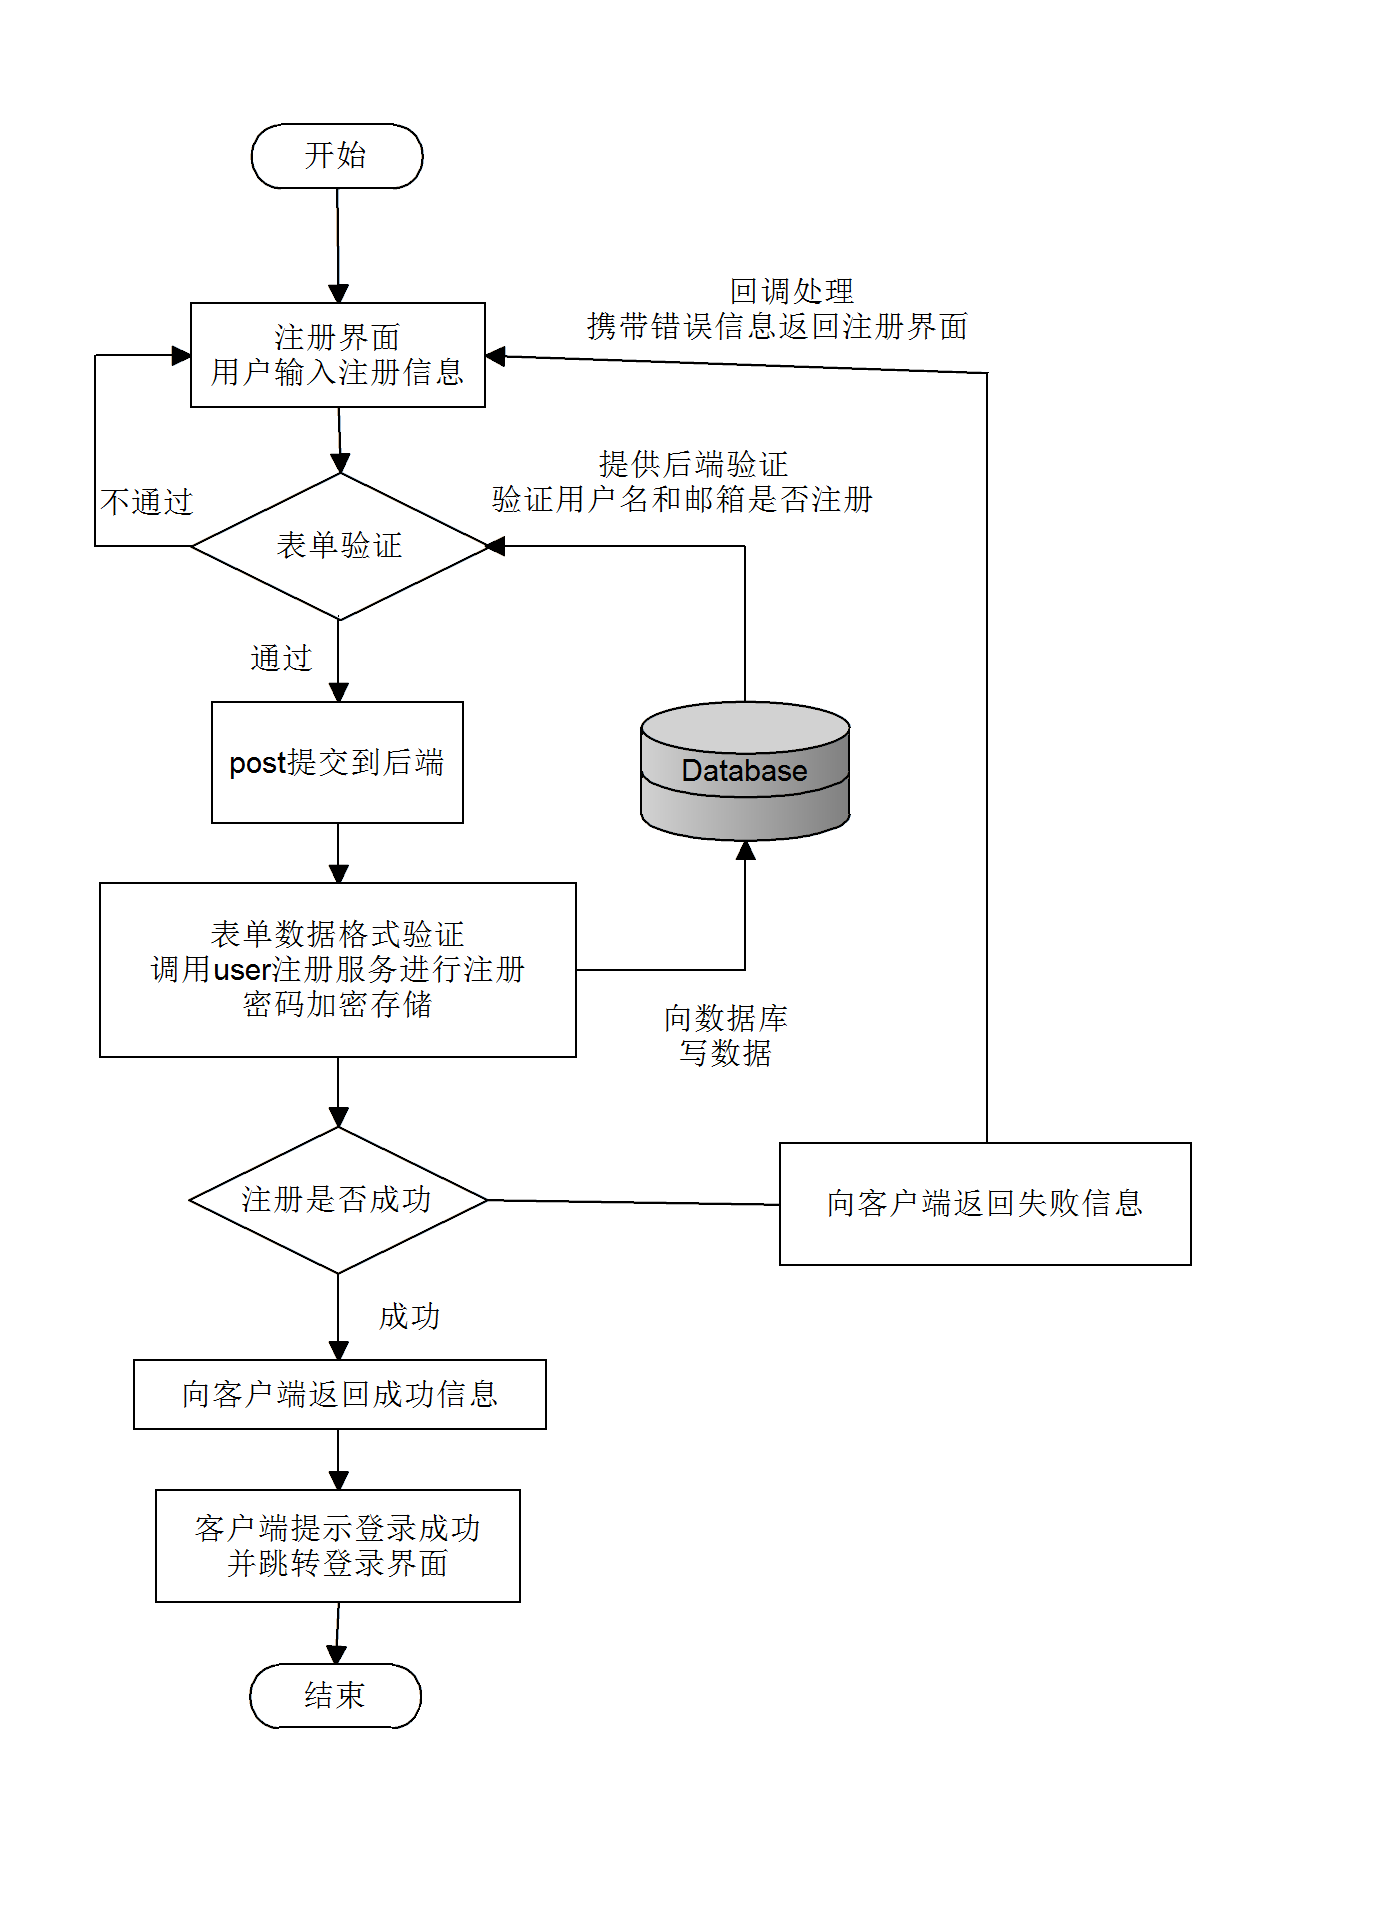 开始
回调处理
携带错误信息返回注册界面
注册界面
用户输入注册信息
提供后端验证
验证用户名和邮箱是否注册
不通过
表单验证
通过
post提交到后端
Database
表单数据格式验证
调用user注册服务进行注册
密码加密存储
向数据库
写数据
注册是否成功
向客户端返回失败信息
成功
向客户端返回成功信息
客户端提示登录成功
并跳转登录界面
结束